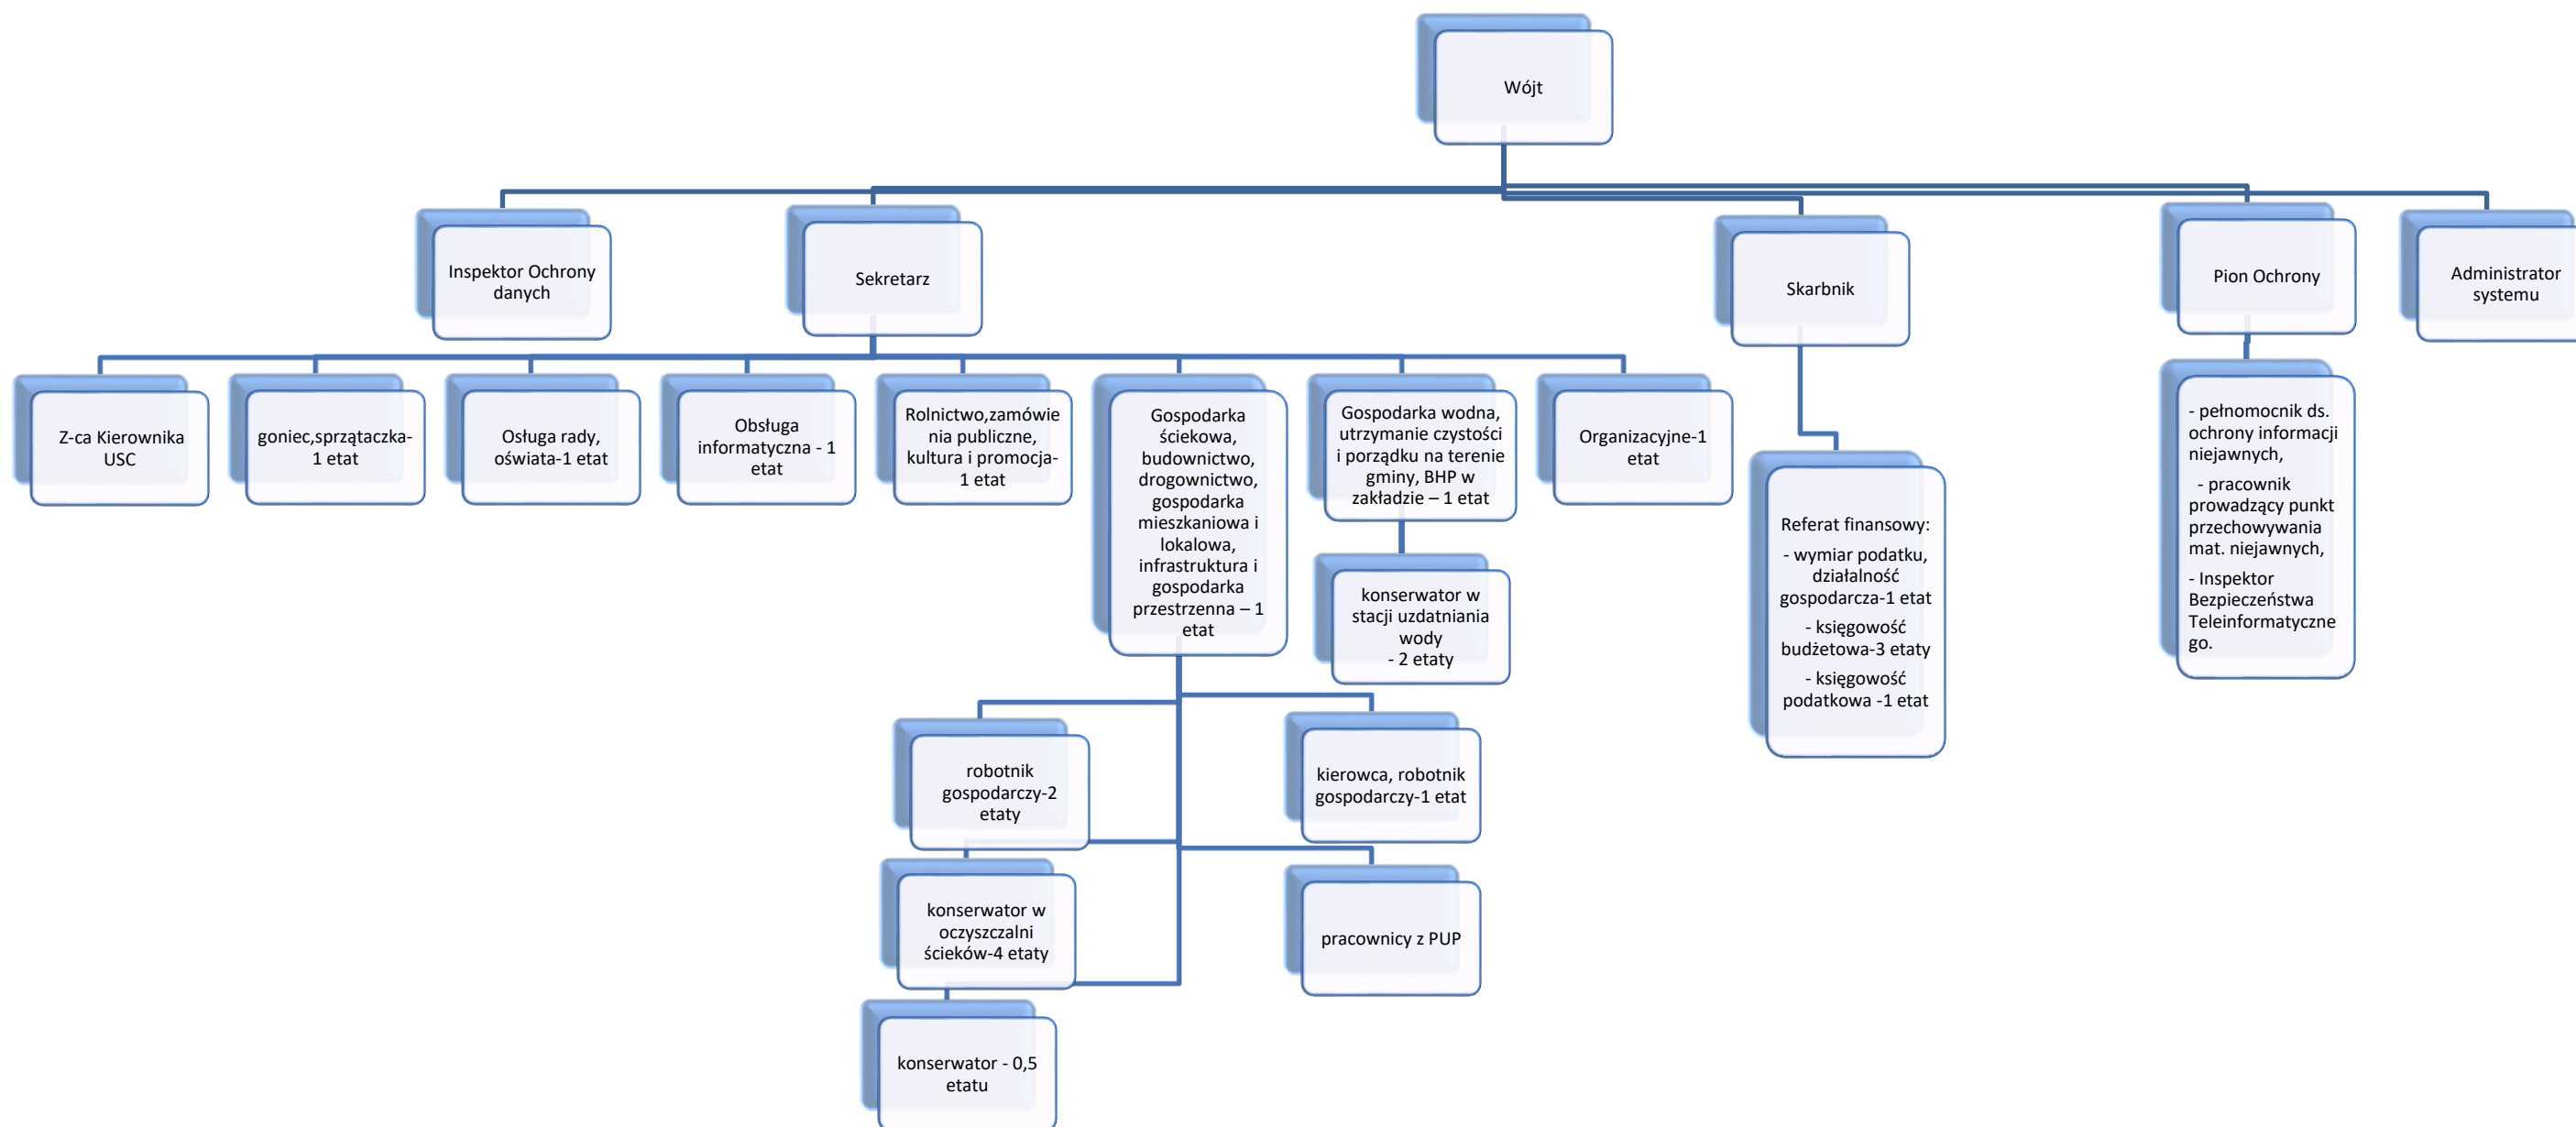 Wójt
Inspektor Ochrony
danych
Sekretarz
Skarbnik
Pion Ochrony
Administrator
systemu
Z-ca Kierownika
USC
goniec,sprzątaczka-
1 etat
Osługa rady,
oświata-1 etat
Obsługa
informatyczna - 1
etat
Rolnictwo,zamówie
nia publiczne,
kultura i promocja-
1 etat
Gospodarka
ściekowa,
budownictwo,
drogownictwo,
gospodarka
mieszkaniowa i
lokalowa,
infrastruktura i
gospodarka
przestrzenna – 1
etat
Gospodarka wodna,
utrzymanie czystości
i porządku na terenie
gminy, BHP w
zakładzie – 1 etat
Organizacyjne-1
etat
konserwator w
stacji uzdatniania
wody
- 2 etaty
Referat finansowy:
- wymiar podatku,
działalność
gospodarcza-1 etat
- księgowość
budżetowa-3 etaty
- księgowość
podatkowa -1 etat
- pełnomocnik ds.
ochrony informacji
niejawnych,
- pracownik
prowadzący punkt
przechowywania
mat. niejawnych,
- Inspektor
Bezpieczeństwa
Teleinformatyczne
go.
robotnik
gospodarczy-2
etaty
kierowca, robotnik
gospodarczy-1 etat
konserwator w
oczyszczalni
ścieków-4 etaty
pracownicy z PUP
konserwator - 0,5
etatu